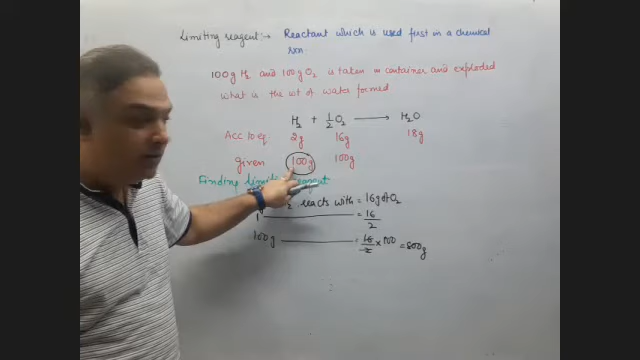 Limiting reagent:→ Reactant which is used first in a chemical
rxn.
100g H₂ and 100g O₂ is taken in container and exploded
what is the wt of water formed
H₂ + 1/2 O₂ → H₂O
Acc to eq. 2g 16g 18g
given 100g 100g
Finding limiting reagent
reacts with = 16g of O₂
1 = 16/2
100g = 16/2 × 100 = 800g